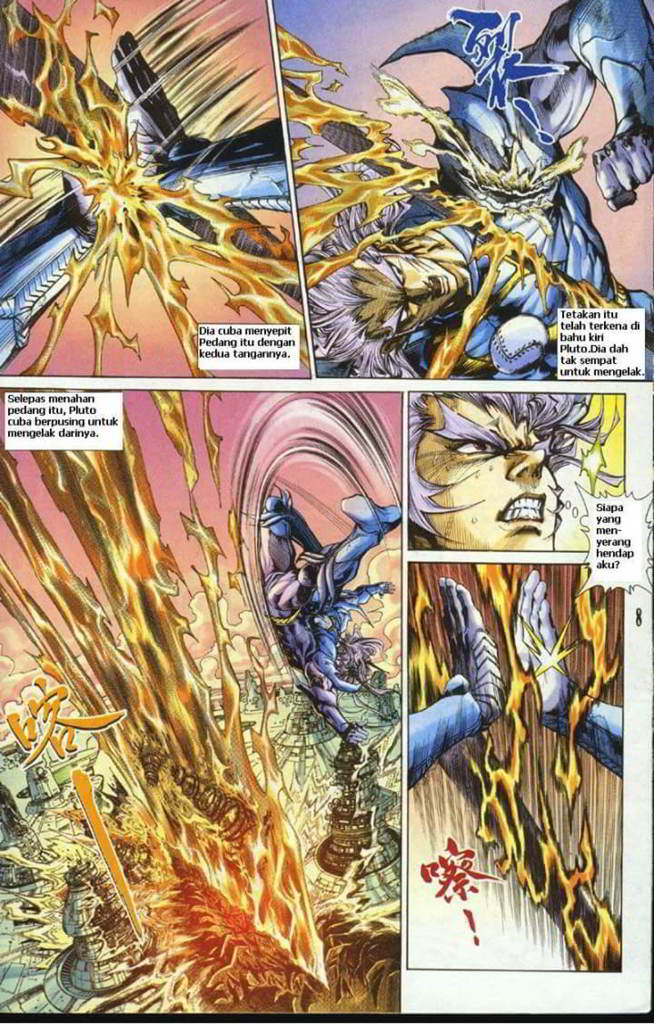 裂!
Dia cuba menyepit
Pedang itu dengan
kedua tangannya.
Tetakan itu
telah terkena di
bahu kiri
Pluto.Dia dah
tak sempat
untuk mengelak.
Selepas menahan
pedang itu, Pluto
cuba berpusing untuk
mengelak darinya.
Siapa
yang
men-
yerang
hendap
aku?
8
嚓!